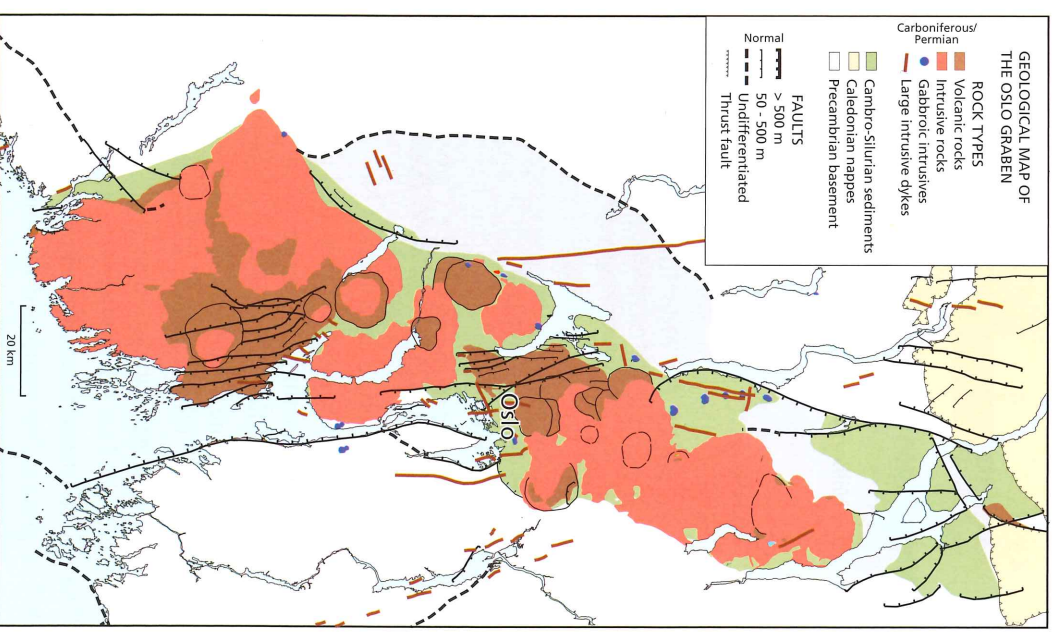 GEOLOGICAL MAP OF
THE OSLO GRABEN
ROCK TYPES
Carboniferous/
Permian
Volcanic rocks
Intrusive rocks
Gabbroic intrusives
Large intrusive dykes
Cambro-Silurian sediments
Caledonian nappes
Precambrian basement
FAULTS
Normal
> 500 m
50 - 500 m
Undifferentiated
Thrust fault
Oslo
20 km